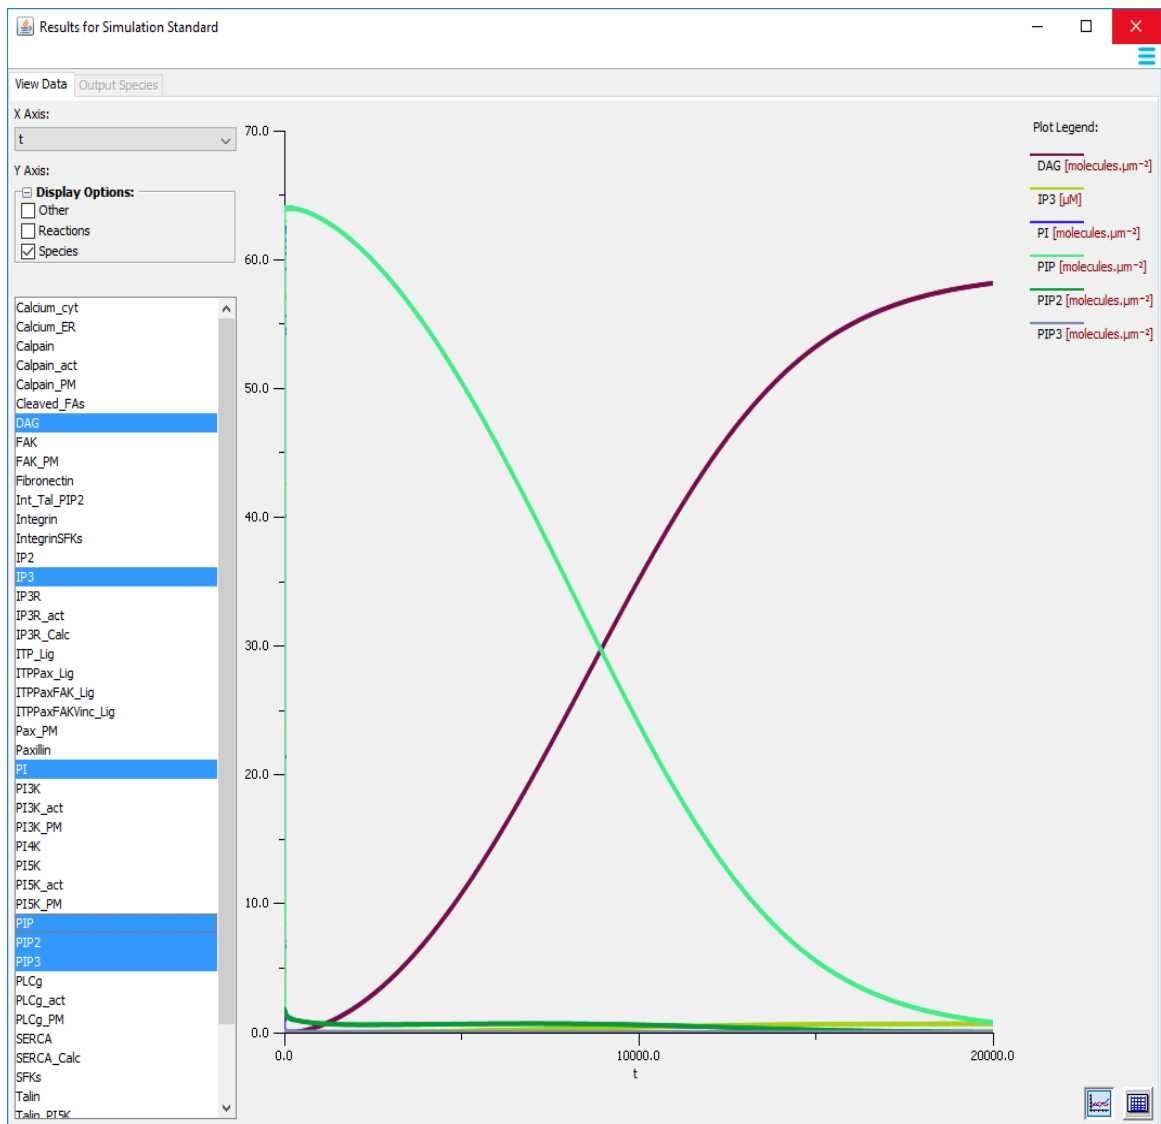 Results for Simulation Standard
View Data
Output Species
X Axis:
t
Y Axis:
Display Options:
Other
Reactions
Species
Calcium_cyt
Calcium_ER
Calpain
Calpain_act
Calpain_PM
Cleaved_FAs
DAG
FAK
FAK_PM
Fibronectin
Int_Tal_PIP2
Integrin
IntegrinSFKs
IP2
IP3
IP3R
IP3R_act
IP3R_Calc
ITP_Lig
ITPPax_Lig
ITPPaxFAK_Lig
ITPPaxFAKVinc_Lig
Pax_PM
Paxillin
PI
PI3K
PI3K_act
PI3K_PM
PI4K
PI5K
PI5K_act
PI5K_PM
PIP
PIP2
PIP3
PLCg
PLCg_act
PLCg_PM
SERCA
SERCA_Calc
SFKs
Talin
Talin_PI5K
70.0
60.0
50.0
40.0
30.0
20.0
10.0
0.0
0.0
10000.0
20000.0
t
Plot Legend:
DAG [molecules.µm⁻²]
IP3 [µM]
PI [molecules.µm⁻²]
PIP [molecules.µm⁻²]
PIP2 [molecules.µm⁻²]
PIP3 [molecules.µm⁻²]